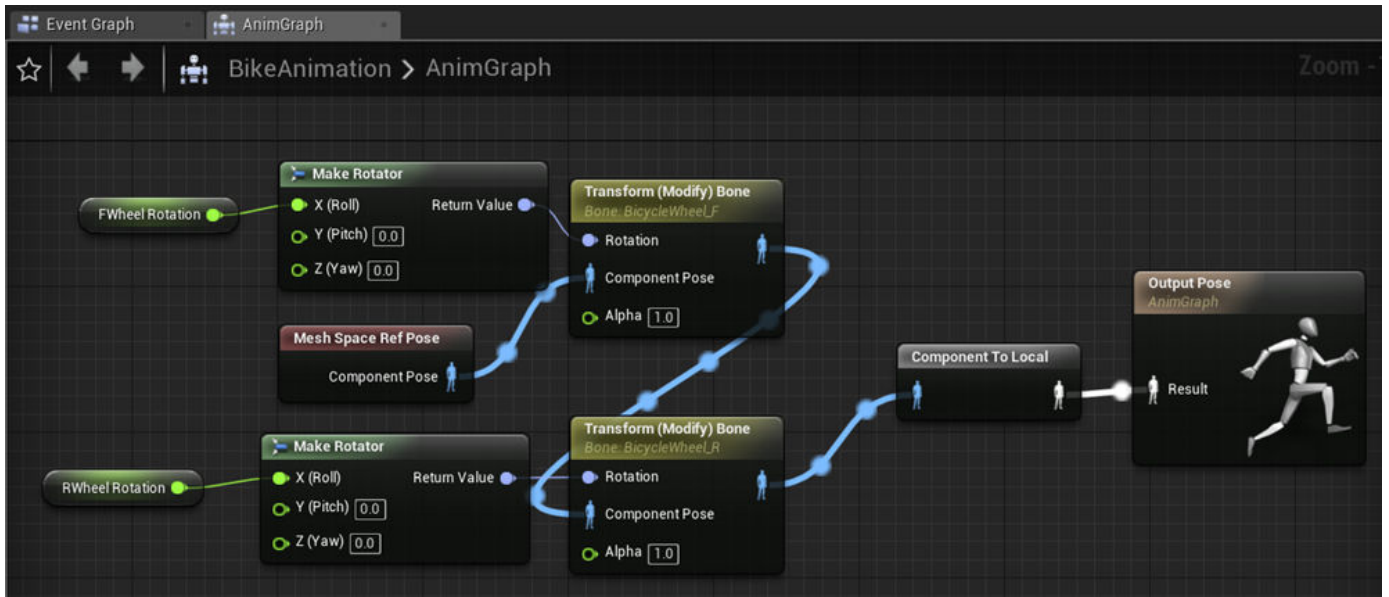 Event Graph
AnimGraph
BikeAnimation > AnimGraph
Zoom -
Make Rotator
FWheel Rotation
X (Roll)
Return Value
Y (Pitch) 0.0
Z (Yaw) 0.0
Transform (Modify) Bone
Bone: BicycleWheel_F
Rotation
Component Pose
Alpha 1.0
Mesh Space Ref Pose
Component Pose
Output Pose
AnimGraph
Result
Component To Local
Make Rotator
RWheel Rotation
X (Roll)
Return Value
Y (Pitch) 0.0
Z (Yaw) 0.0
Transform (Modify) Bone
Bone: BicycleWheel_R
Rotation
Component Pose
Alpha 1.0